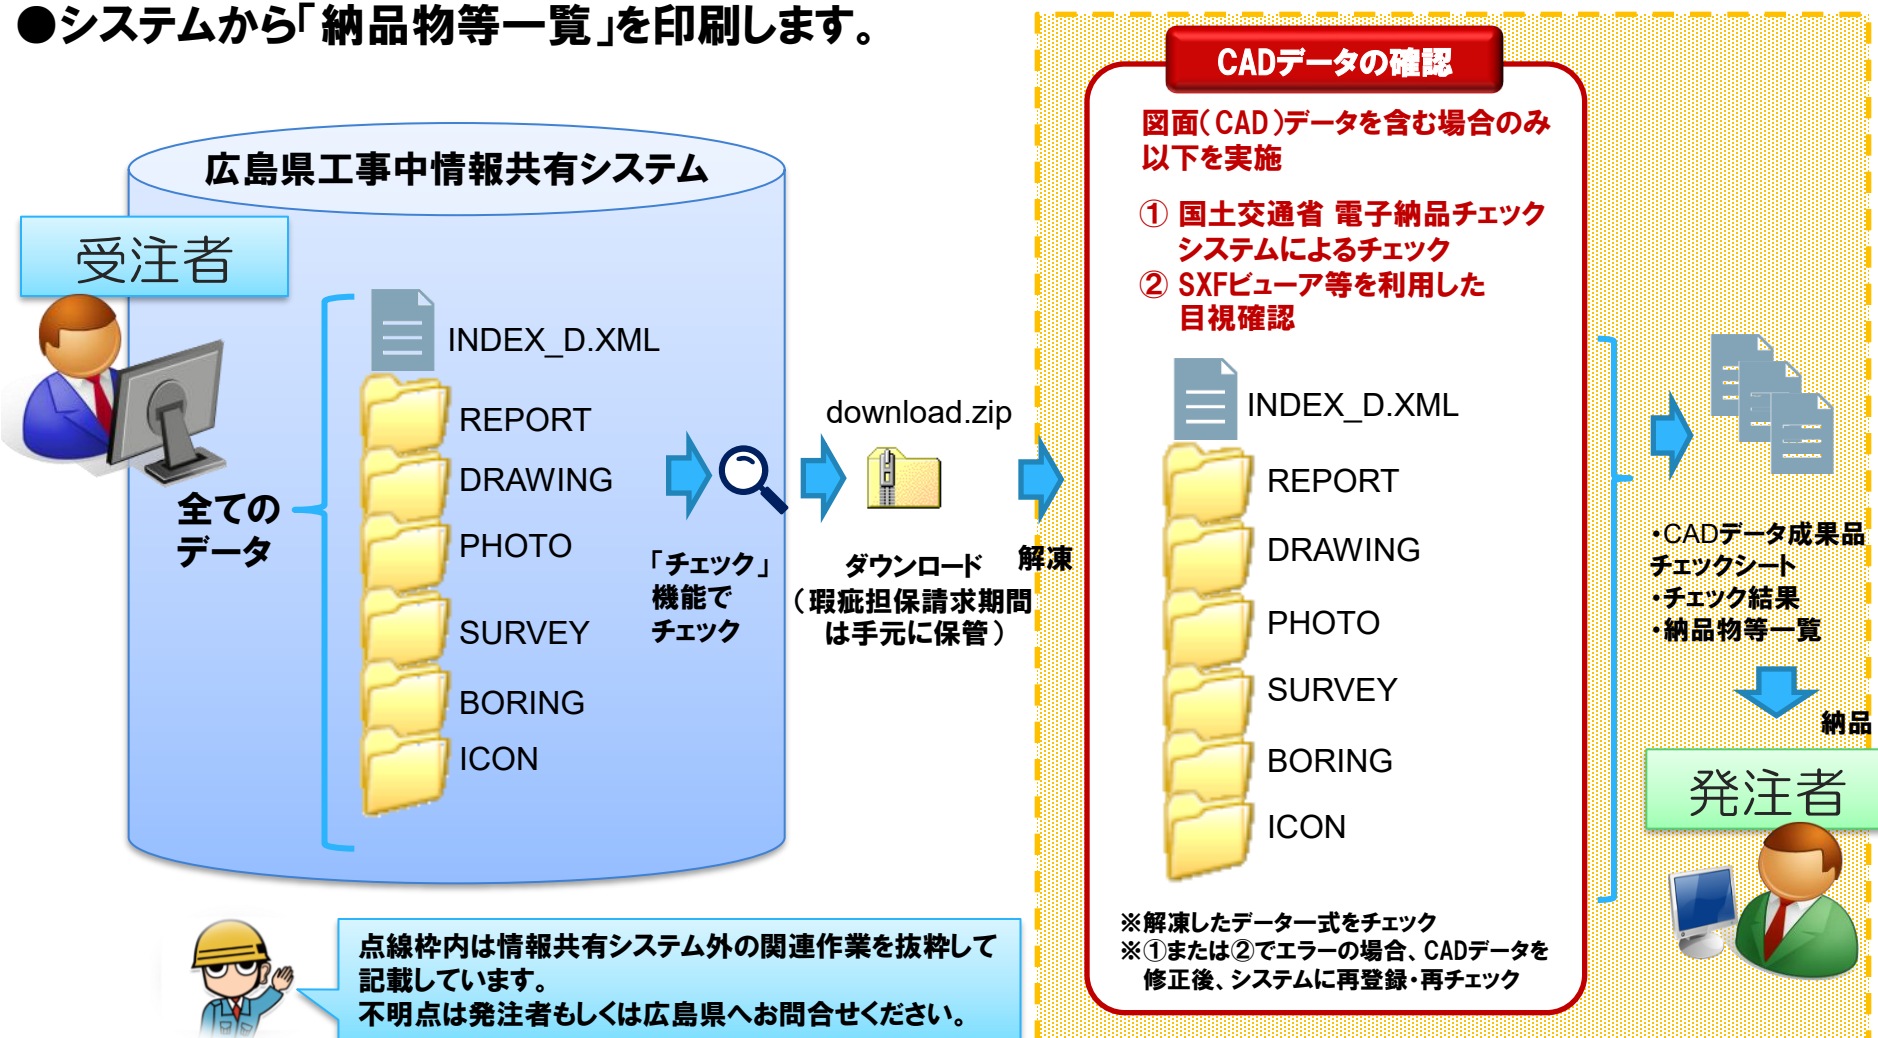 ●システムから「納品物等一覧」を印刷します。
広島県工事中情報共有システム
受注者
全ての
データ
INDEX_D.XML
REPORT
DRAWING
PHOTO
SURVEY
BORING
ICON
「チェック」
機能で
チェック
download.zip
ダウンロード
（瑕疵担保請求期間
は手元に保管）
解凍
CADデータの確認
図面(CAD)データを含む場合のみ
以下を実施
① 国土交通省 電子納品チェック
システムによるチェック
② SXFビューア等を利用した
目視確認
INDEX_D.XML
REPORT
DRAWING
PHOTO
SURVEY
BORING
ICON
※解凍したデータ一式をチェック
※①または②でエラーの場合、CADデータを
修正後、システムに再登録・再チェック
・CADデータ成果品
チェックシート
・チェック結果
・納品物等一覧
納品
発注者
点線枠内は情報共有システム外の関連作業を抜粋して
記載しています。
不明点は発注者もしくは広島県へお問合せください。